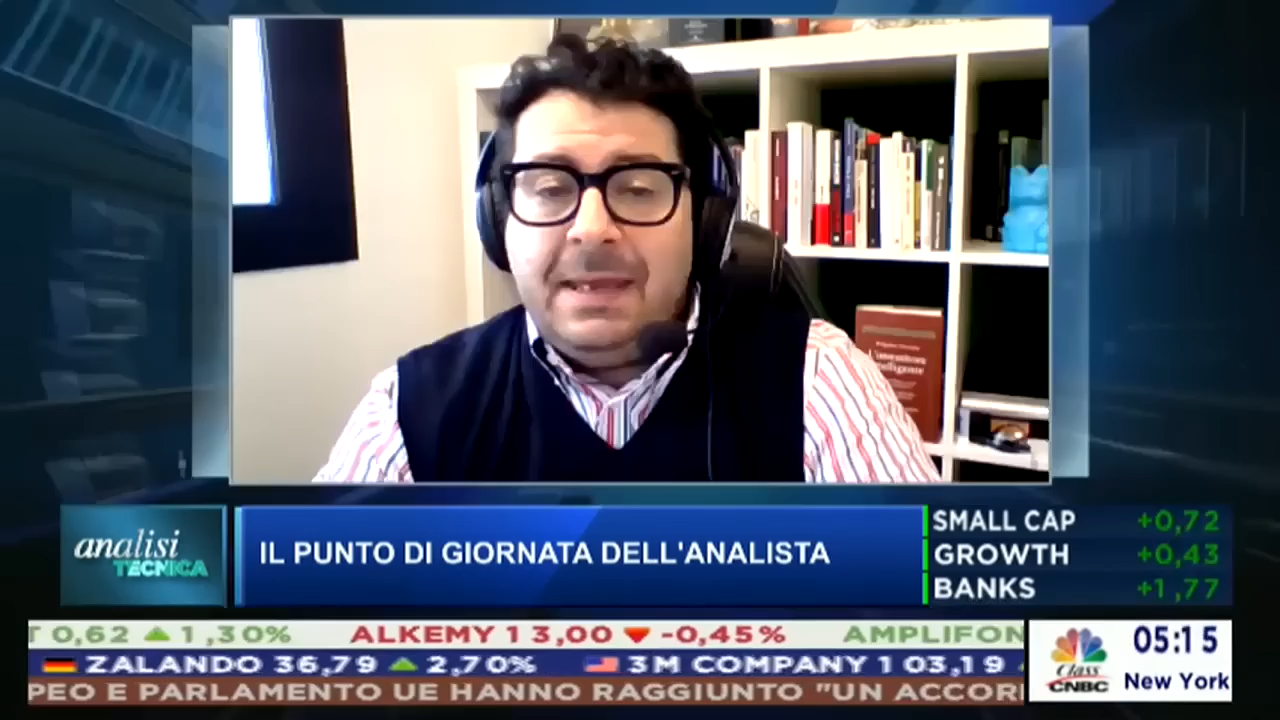 L'investitore
intelligente
analisi
TECNICA
IL PUNTO DI GIORNATA DELL'ANALISTA
SMALL CAP +0,72
GROWTH +0,43
BANKS +1,77
T 0,62 1,30% ALKEMY 13,00 -0,45% AMPLIFON
ZALANDO 36,79 2,70% 3M COMPANY 103,19
PEO E PARLAMENTO UE HANNO RAGGIUNTO "UN ACCOR
Class
CNBC
05:15
New York